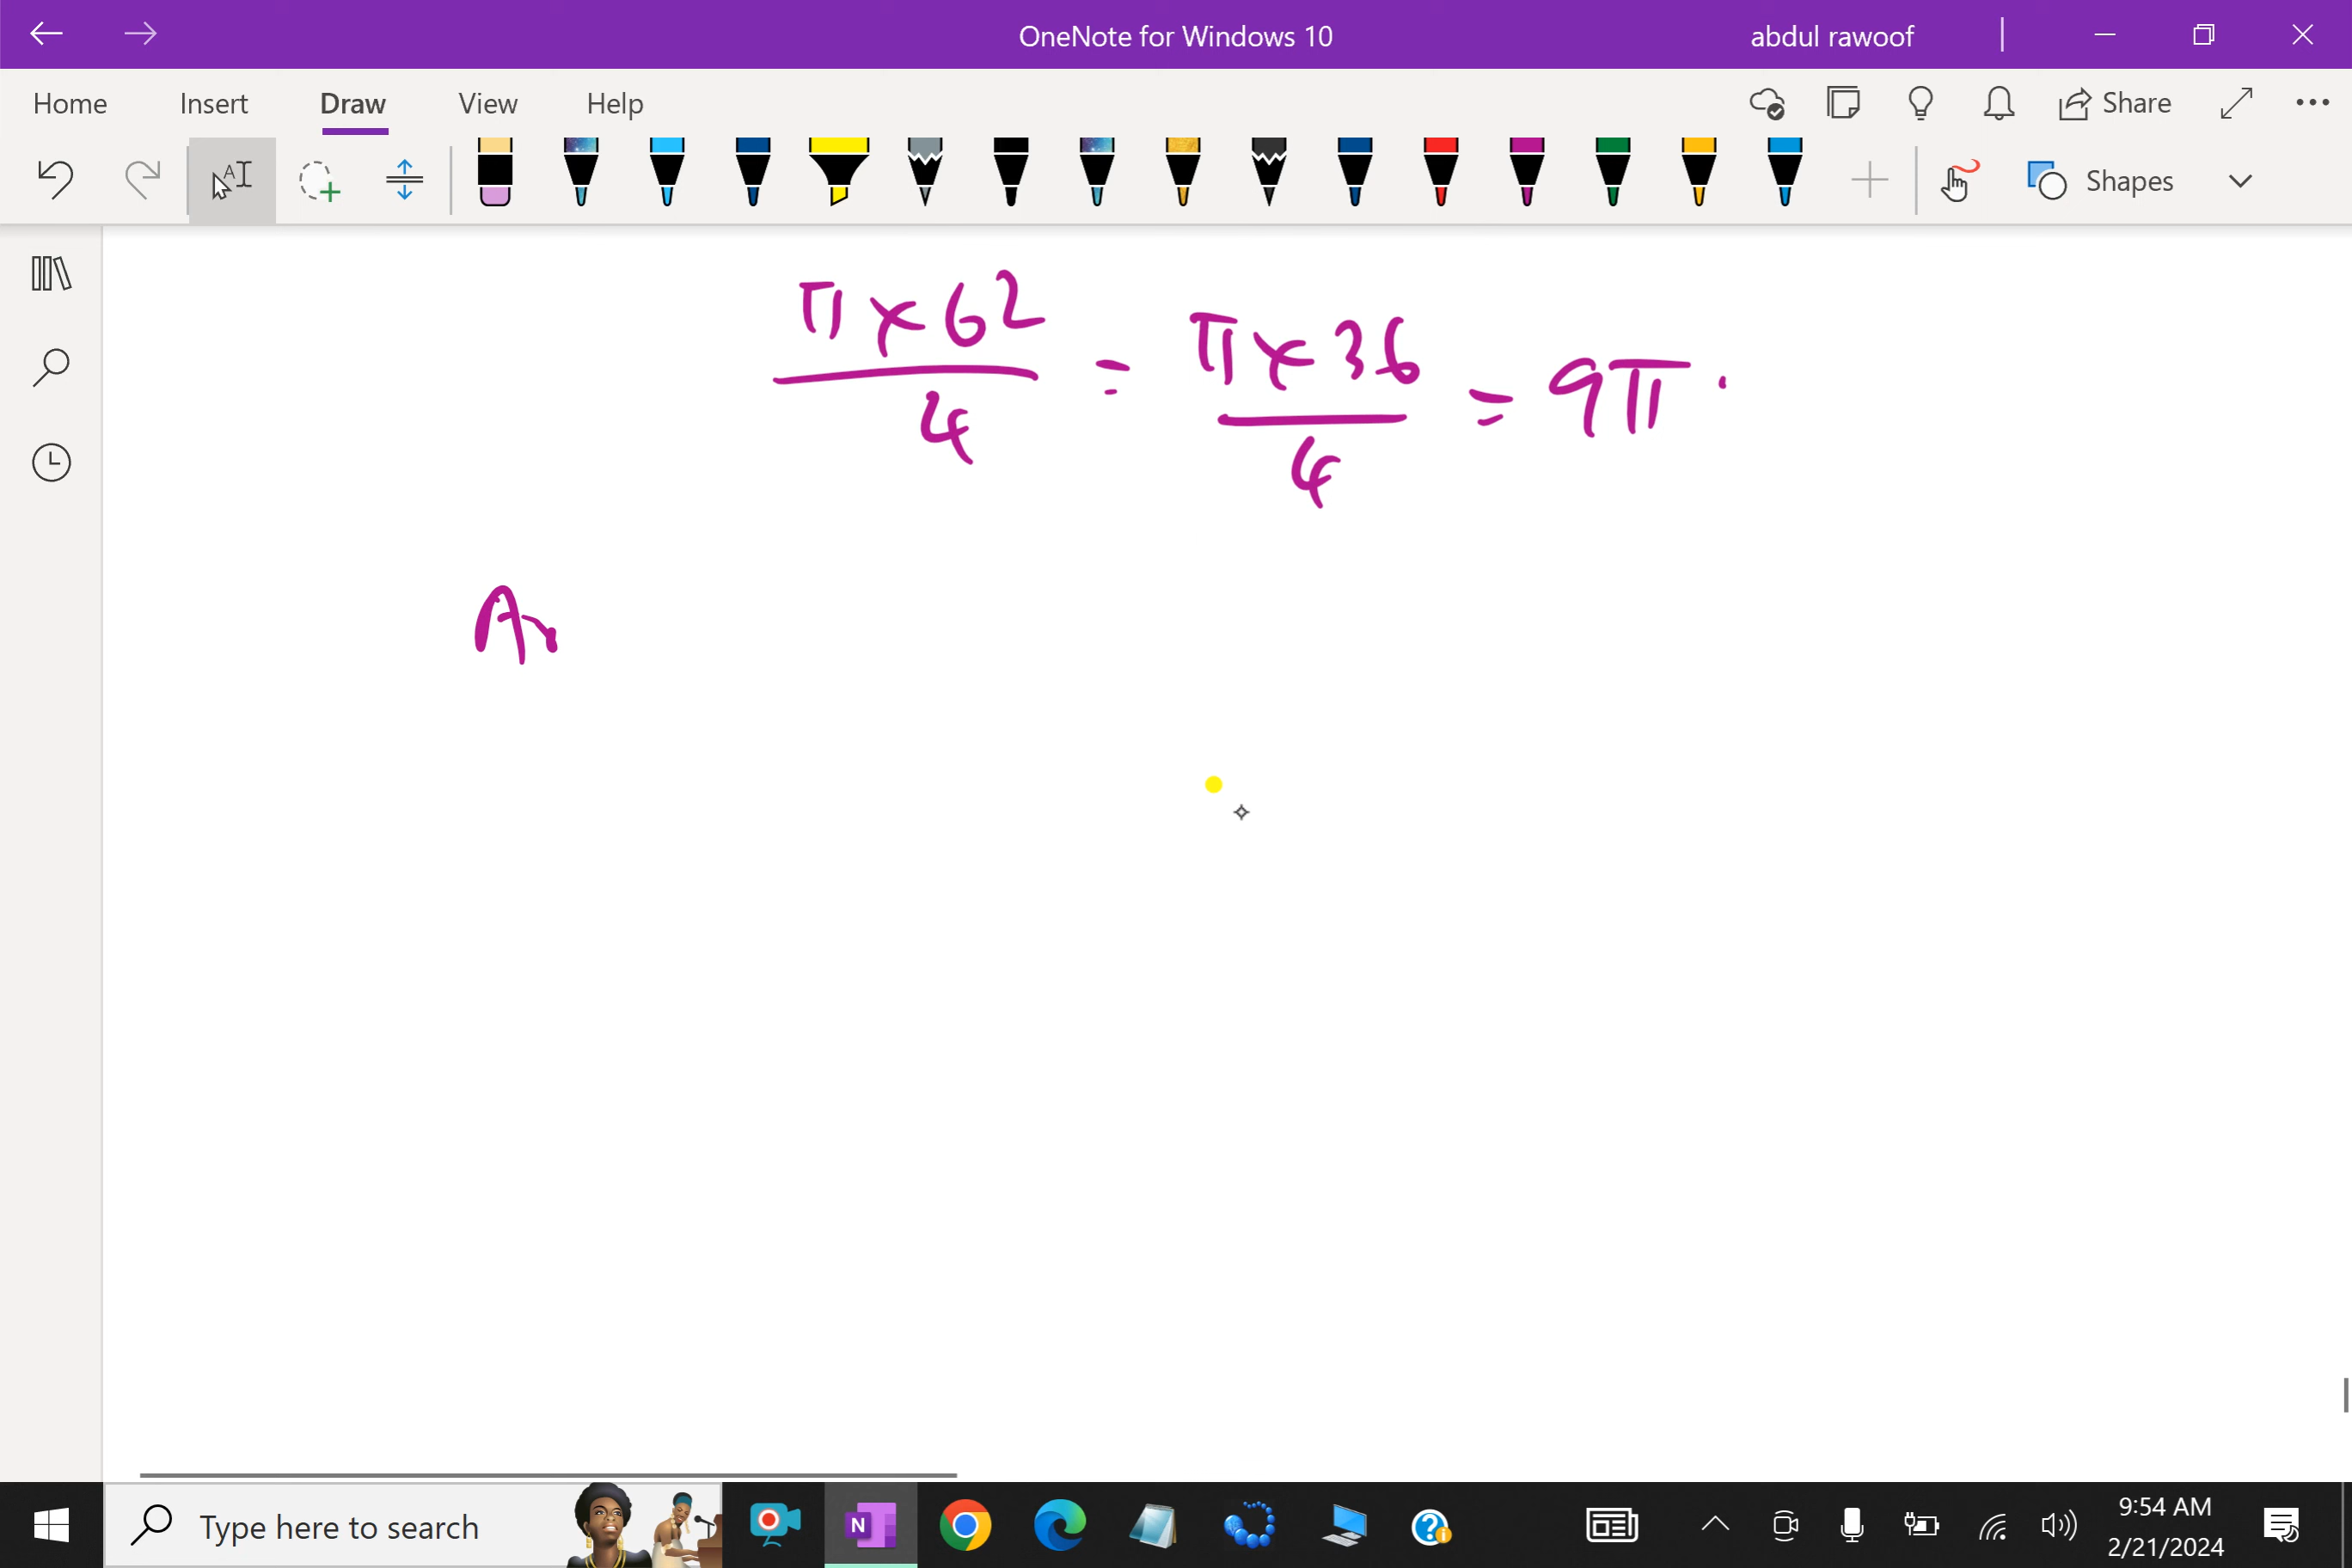 OneNote for Windows 10
abdul rawoof
Home Insert Draw View Help
Share
Shapes
π × 6² / 4 = π × 36 / 4 = 9π .
Ar
Type here to search
9:54 AM
2/21/2024